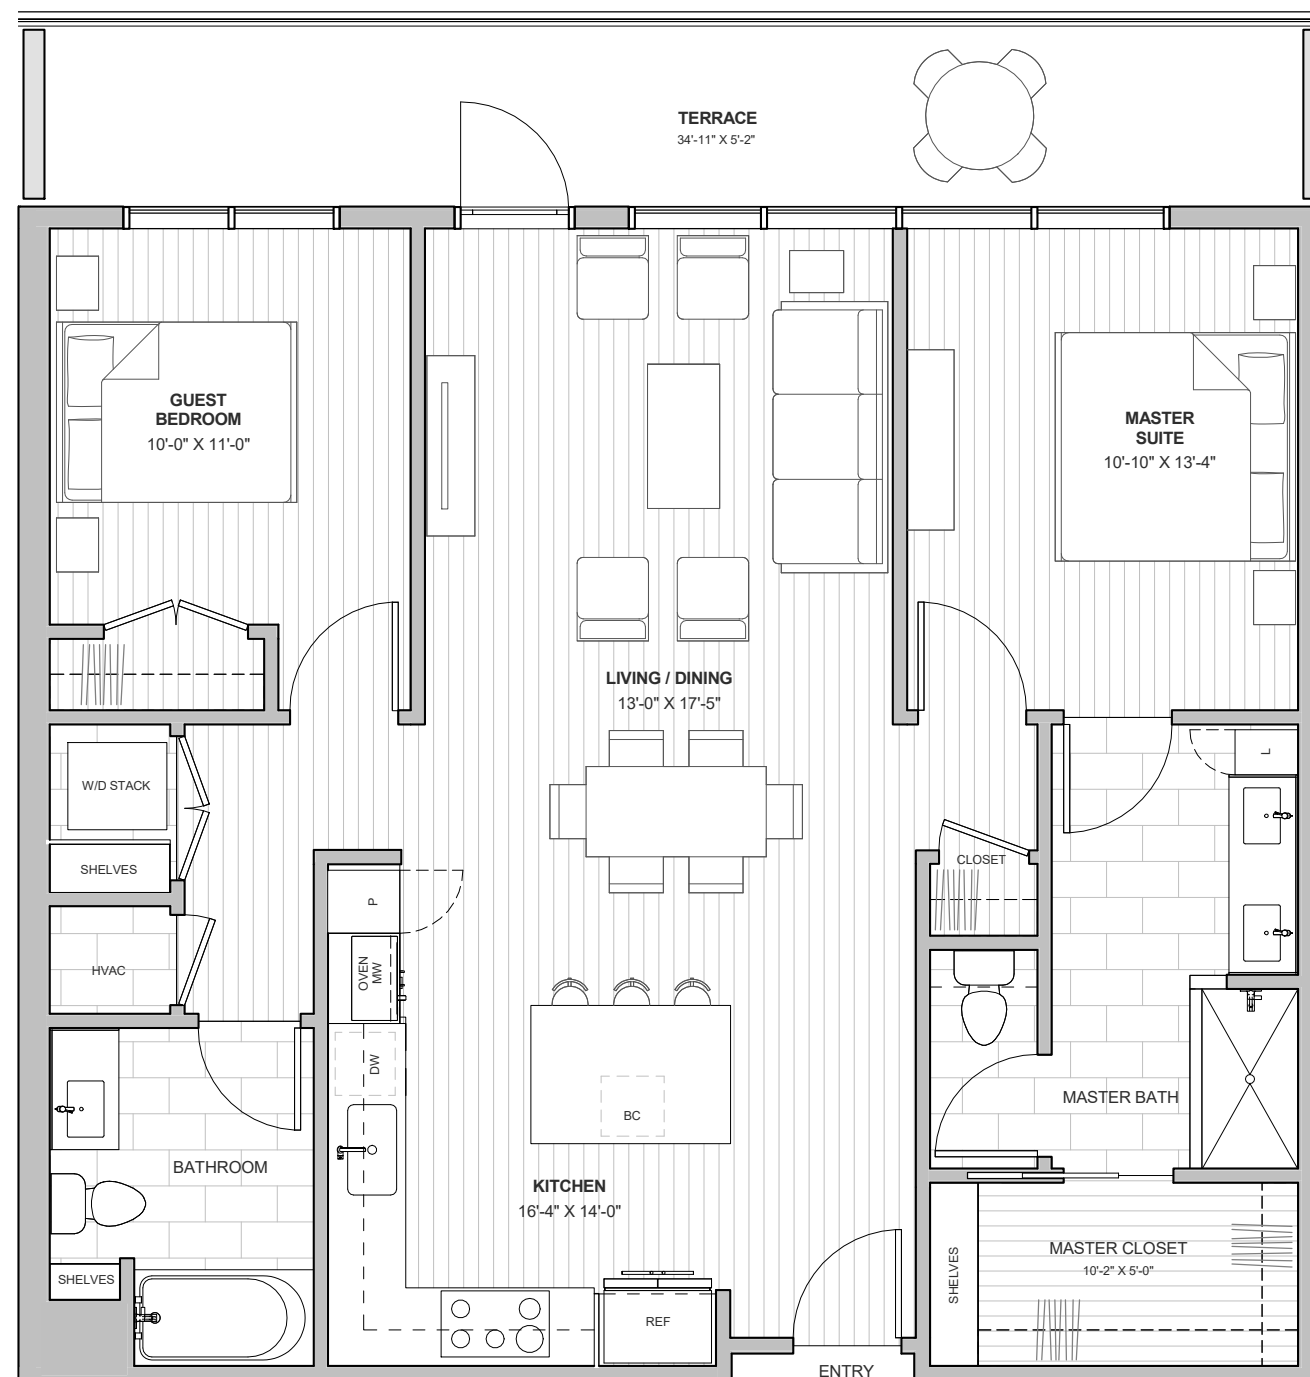 TERRACE
34'-11" X 5'-2"
GUEST
BEDROOM
10'-0" X 11'-0"
MASTER
SUITE
10'-10" X 13'-4"
LIVING / DINING
13'-0" X 17'-5"
W/D STACK
SHELVES
HVAC
P
OVEN
MW
DW
CLOSET
L
BC
MASTER BATH
BATHROOM
SHELVES
KITCHEN
16'-4" X 14'-0"
REF
SHELVES
MASTER CLOSET
10'-2" X 5'-0"
ENTRY